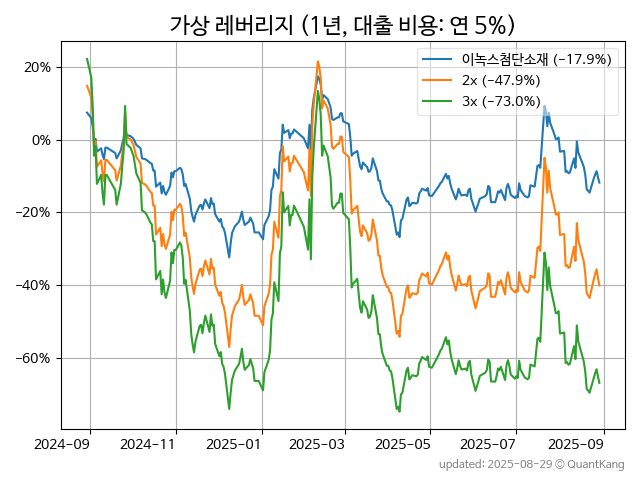 가상 레버리지 (1년, 대출 비용: 연 5%)
이녹스첨단소재 (−17.9%)
2x (−47.9%)
3x (−73.0%)
20%
0%
−20%
−40%
−60%
2024-09 2024-11 2025-01 2025-03 2025-05 2025-07 2025-09
updated: 2025-08-29 © QuantKang